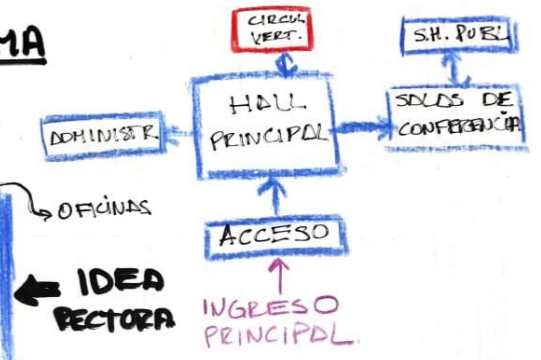 MA
CIRCUL
VERT.
S.H. PUBL
HALL
PRINCIPAL
SALAS DE
CONFERENCIA
ADMINISTR
OFICINAS
ACCESO
IDEA
RECTORA
INGRESO
PRINCIPAL.